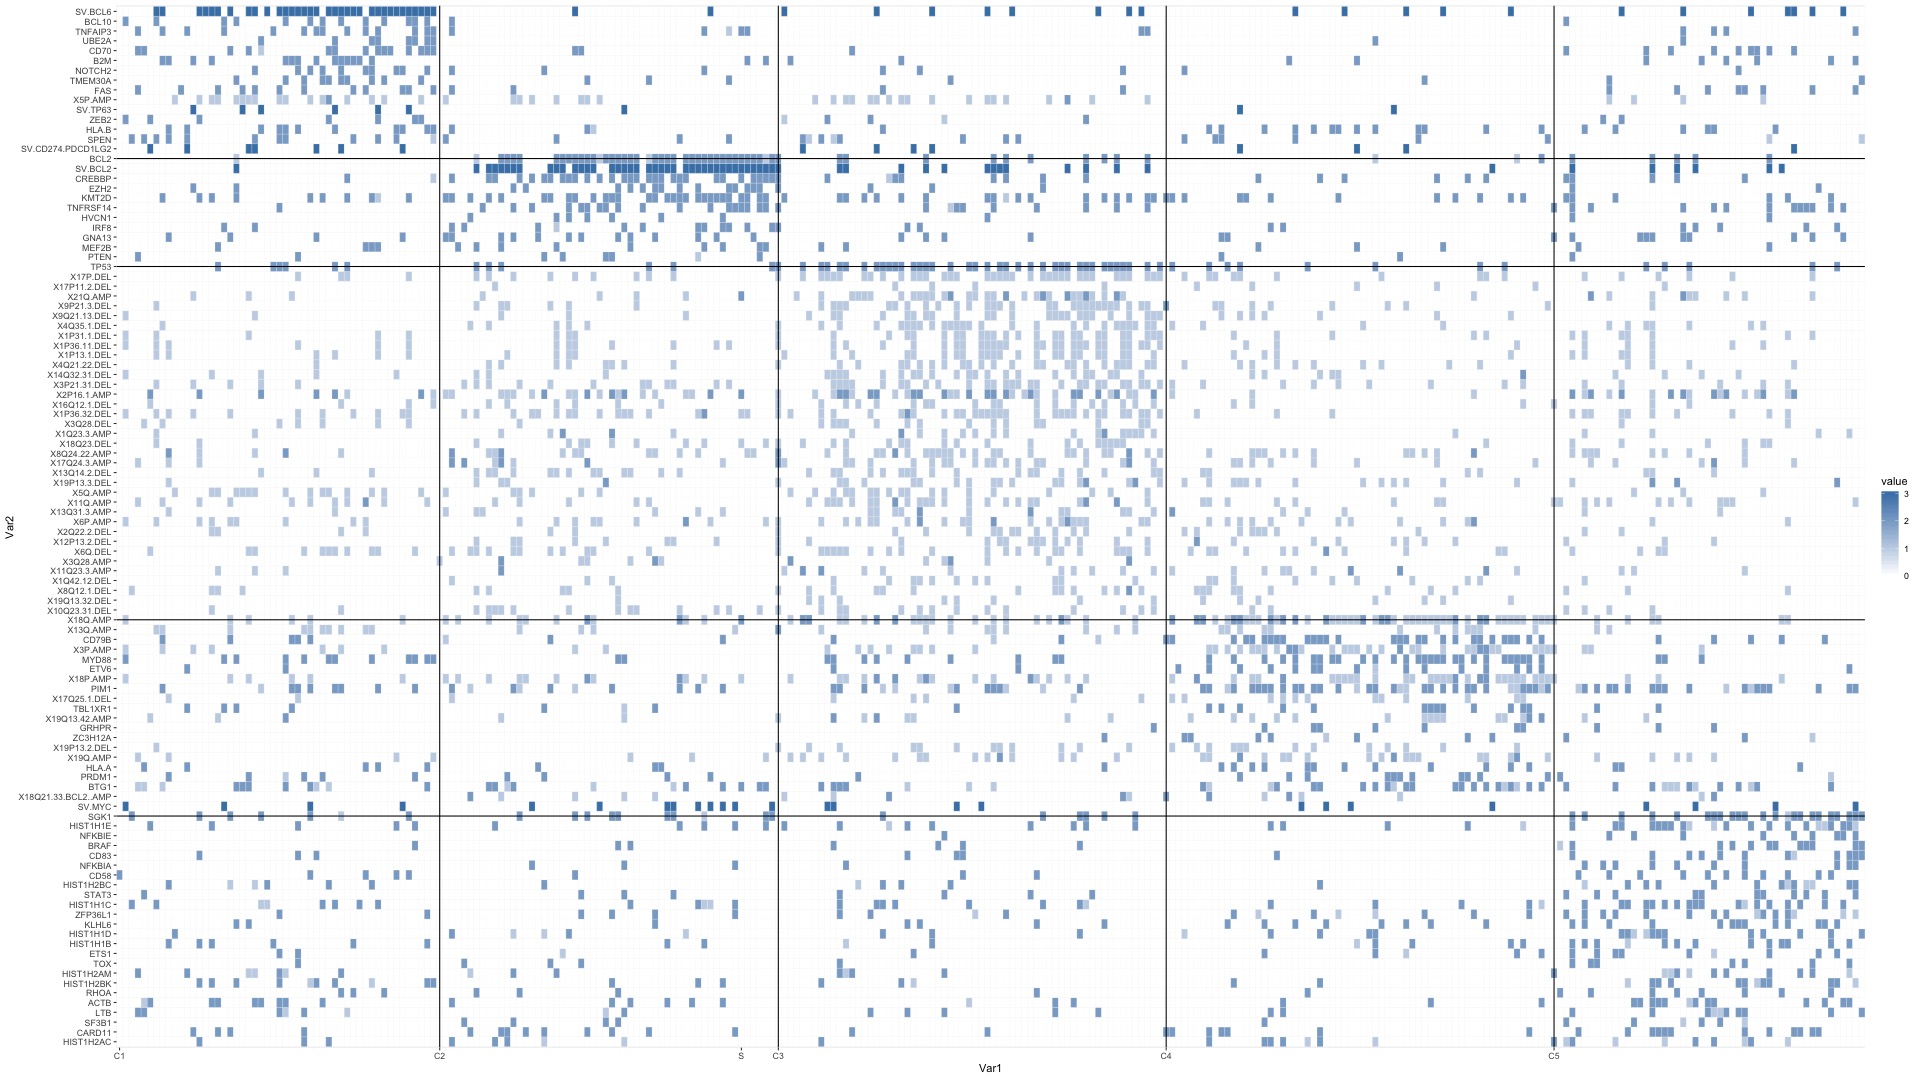 SV.BCL6
BCL10
TNFAIP3
UBE2A
CD70
B2M
NOTCH2
TMEM30A
FAS
X5P.AMP
SV.TP63
ZEB2
HLA.B
SPEN
SV.CD274.PDCD1LG2
BCL2
SV.BCL2
CREBBP
EZH2
KMT2D
TNFRSF14
HVCN1
IRF8
GNA13
MEF2B
PTEN
TP53
X17P.DEL
X17P11.2.DEL
X21Q.AMP
X9P21.3.DEL
X9Q21.13.DEL
X4Q35.1.DEL
X1P31.1.DEL
X1P36.11.DEL
X1P13.1.DEL
X4Q21.22.DEL
X14Q32.31.DEL
X3P21.31.DEL
X2P16.1.AMP
X16Q12.1.DEL
X1P36.32.DEL
X3Q28.DEL
X1Q23.3.AMP
X18Q23.DEL
X8Q24.22.AMP
X17Q24.3.AMP
X13Q14.2.DEL
X19P13.3.DEL
X5Q.AMP
X11Q.AMP
X13Q31.3.AMP
X6P.AMP
X2Q22.2.DEL
X12P13.2.DEL
X6Q.DEL
X3Q28.AMP
X11Q23.3.AMP
X1Q42.12.DEL
X8Q12.1.DEL
X19Q13.32.DEL
X10Q23.31.DEL
X18Q.AMP
X13Q.AMP
CD79B
X3P.AMP
MYD88
ETV6
X18P.AMP
PIM1
X17Q25.1.DEL
TBL1XR1
X19Q13.42.AMP
GRHPR
ZC3H12A
X19P13.2.DEL
X19Q.AMP
HLA.A
PRDM1
BTG1
X18Q21.33.BCL2..AMP
SV.MYC
SGK1
HIST1H1E
NFKBIE
BRAF
CD83
NFKBIA
CD58
HIST1H2BC
STAT3
HIST1H1C
ZFP36L1
KLHL6
HIST1H1D
HIST1H1B
ETS1
TOX
HIST1H2AM
HIST1H2BK
RHOA
ACTB
LTB
SF3B1
CARD11
HIST1H2AC
Var2
C1 C2 S C3 C4 C5
Var1
value
3
2
1
0